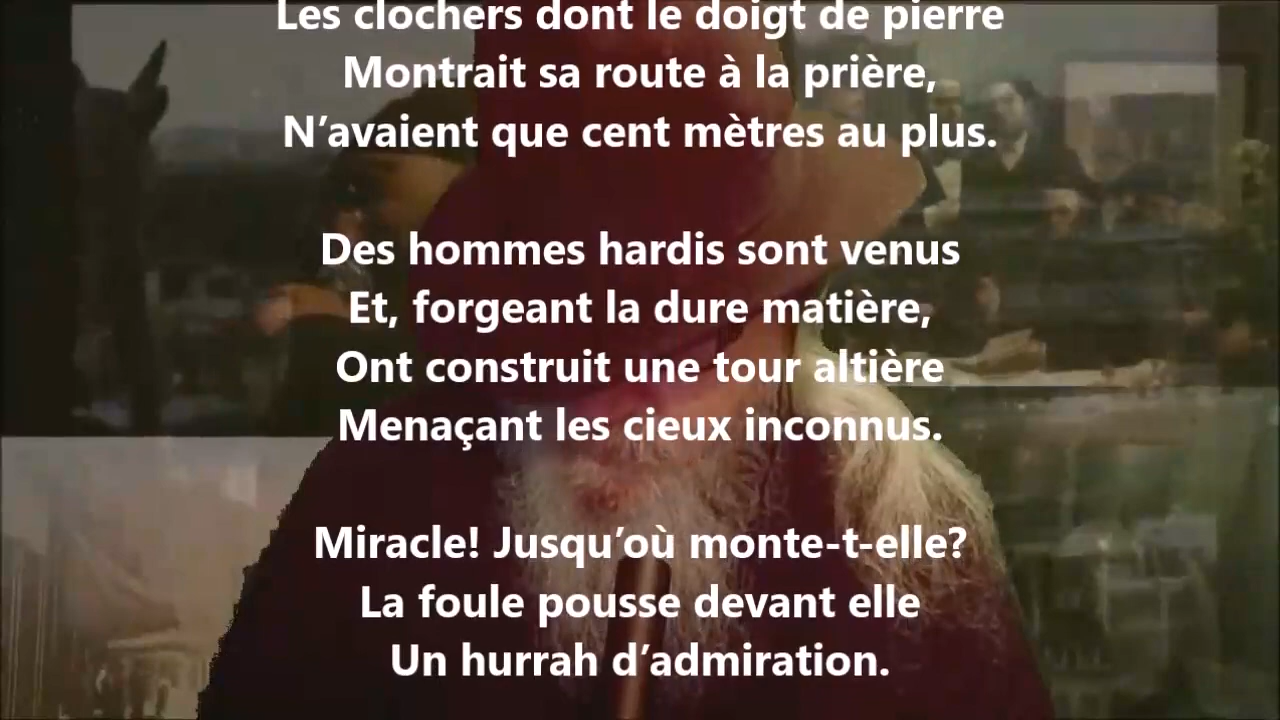 Les clochers dont le doigt de pierre
Montrait sa route à la prière,
N’avaient que cent mètres au plus.
Des hommes hardis sont venus
Et, forgeant la dure matière,
Ont construit une tour altière
Menaçant les cieux inconnus.
Miracle! Jusqu’où monte-t-elle?
La foule pousse devant elle
Un hurrah d’admiration.